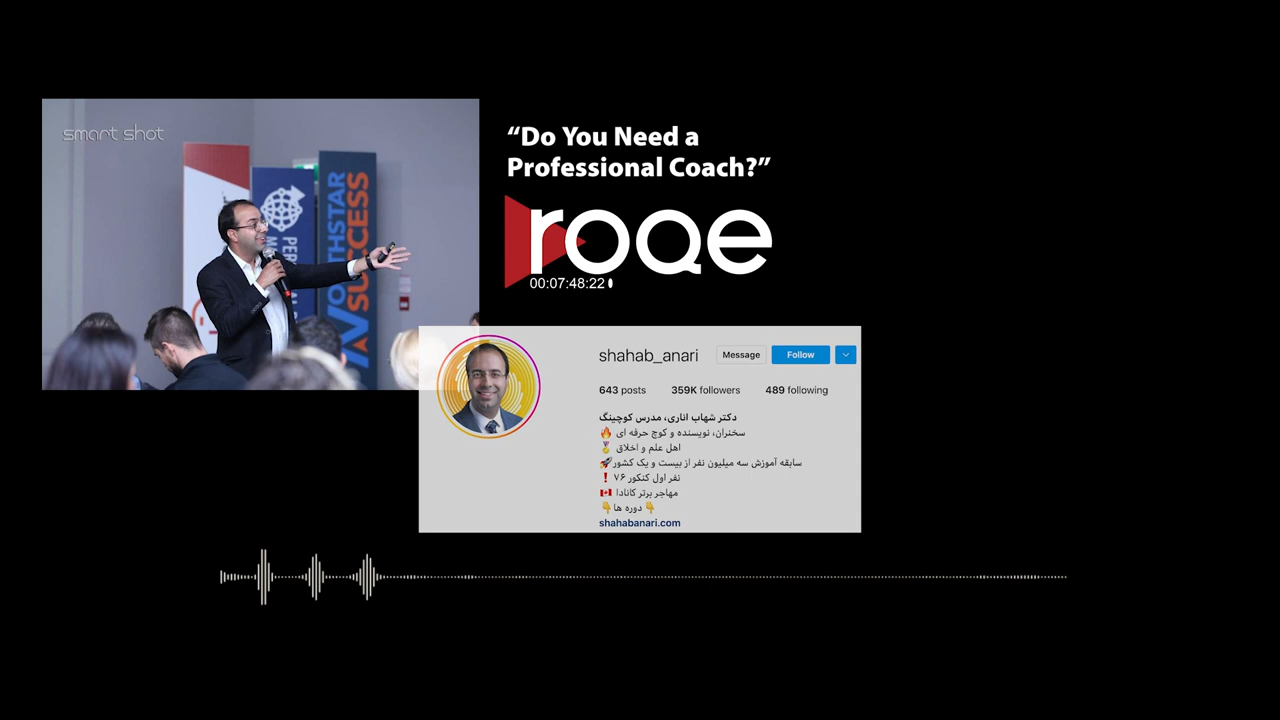 smart shot
NORTHSTAR
SUCCESS
“Do You Need a
Professional Coach?”
roqe
00:07:48:22
shahab_anari
Message
Follow
643 posts
359K followers
489 following
دکتر شهاب اناری، مدرس کوچینگ
سخنران، نویسنده و کوچ حرفه ای 🔥
اهل علم و اخلاق 🏅
سابقه آموزش سه میلیون نفر از بیست و یک کشور🚀
نفر اول کنکور ۷۶ ❗
مهاجر برتر کانادا 🇨🇦
👇 دوره ها 👇
shahabanari.com